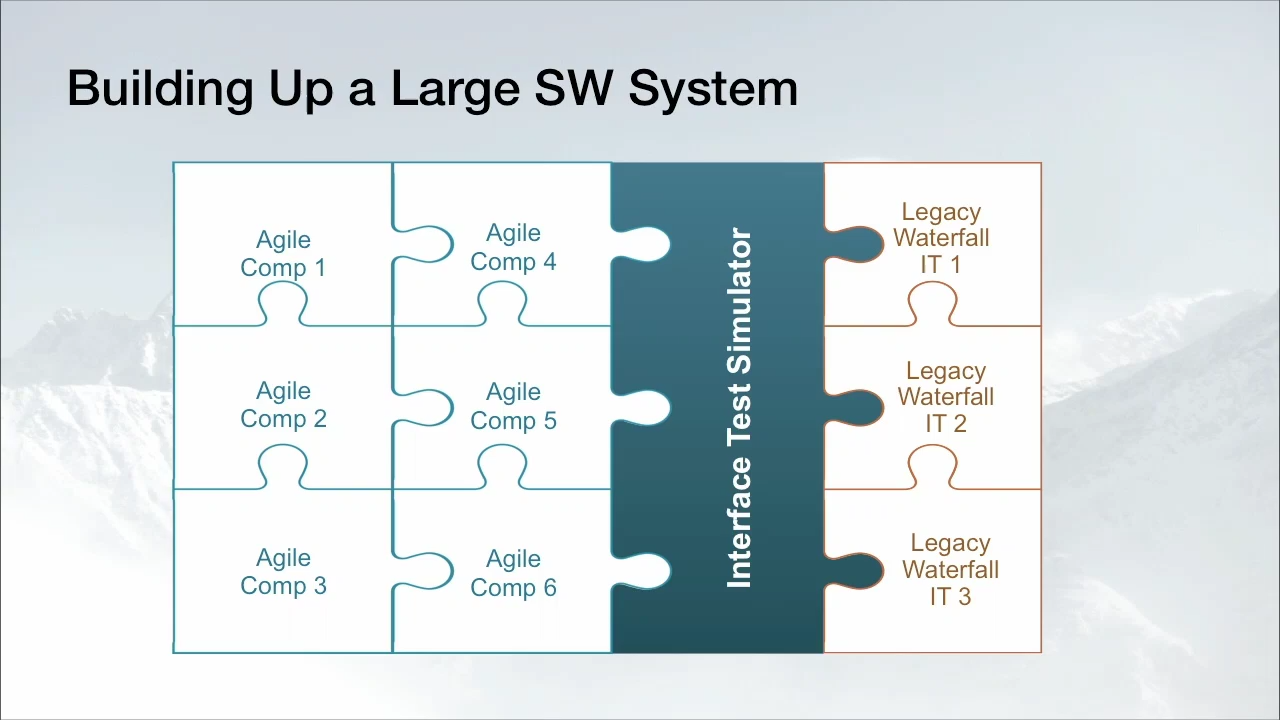 Building Up a Large SW System
Agile
Comp 1
Agile
Comp 4
Legacy
Waterfall
IT 1
Agile
Comp 2
Agile
Comp 5
Interface Test Simulator
Legacy
Waterfall
IT 2
Agile
Comp 3
Agile
Comp 6
Legacy
Waterfall
IT 3